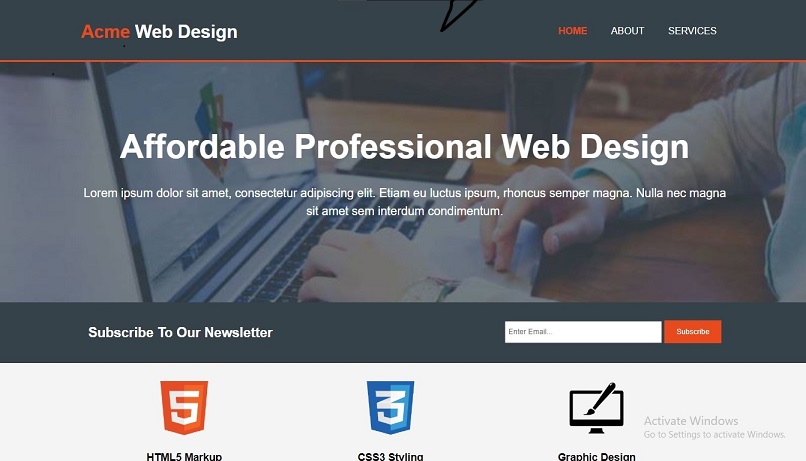 Acme Web Design
HOME ABOUT SERVICES
Affordable Professional Web Design
Lorem ipsum dolor sit amet, consectetur adipiscing elit. Etiam eu luctus ipsum, rhoncus semper magna. Nulla nec magna
sit amet sem interdum condimentum.
Subscribe To Our Newsletter
Enter Email...
Subscribe
5
3
HTML5 Markup
CSS3 Styling
Graphic Design
Activate Windows
Go to Settings to activate Windows.